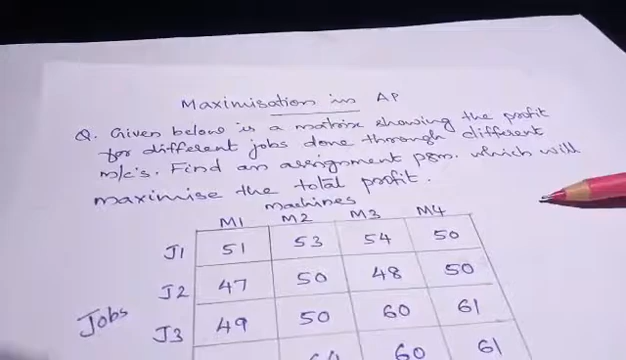 Maximisation in AP
Q. Given below is a matrix showing the profit
for different jobs done through different
m/c's. Find an assignment pgm. which will
maximise the total profit.
machines
M1 M2 M3 M4
J1 51 53 54 50
J2 47 50 48 50
Jobs
J3 49 50 60 61
60 61